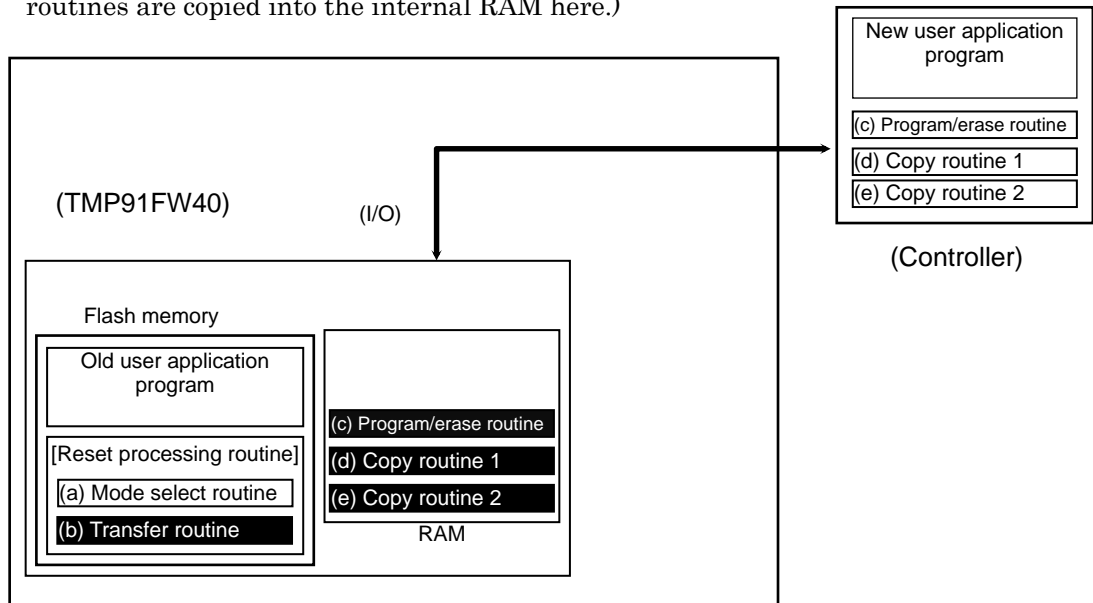 routines are copied into the internal RAM here.)
New user application
program
(c) Program/erase routine
(d) Copy routine 1
(e) Copy routine 2
(Controller)
(TMP91FW40)
(I/O)
Flash memory
Old user application
program
[Reset processing routine]
(a) Mode select routine
(b) Transfer routine
(c) Program/erase routine
(d) Copy routine 1
(e) Copy routine 2
RAM